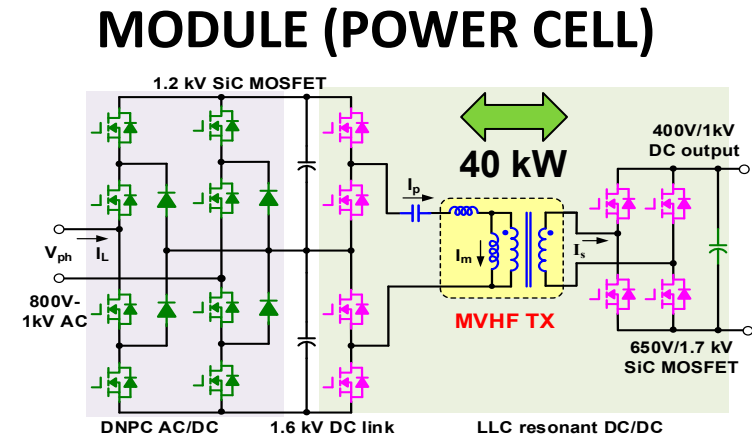 MODULE (POWER CELL)
1.2 kV SiC MOSFET
40 kW
400V/1kV
DC output
Ip
Vph
IL
Im
Is
800V-
1kV AC
MVHF TX
650V/1.7 kV
SiC MOSFET
DNPC AC/DC
1.6 kV DC link
LLC resonant DC/DC